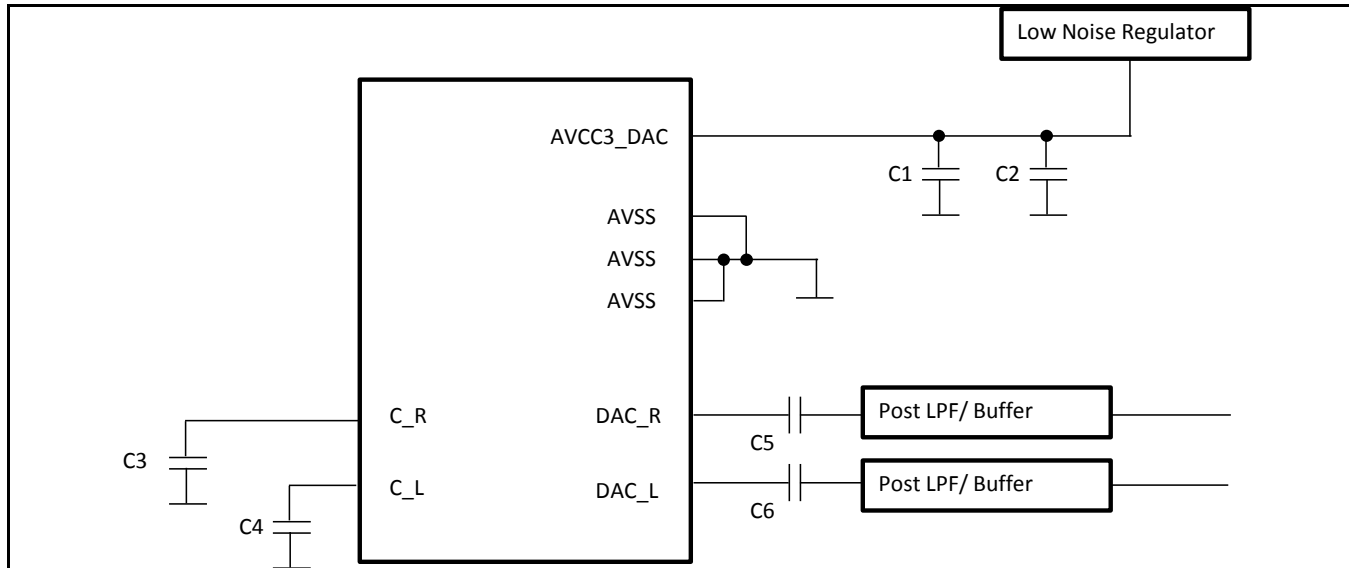 Low Noise Regulator
AVCC3_DAC
C1
C2
AVSS
AVSS
AVSS
C_R
DAC_R
C5
Post LPF/ Buffer
C3
C_L
DAC_L
C6
Post LPF/ Buffer
C4